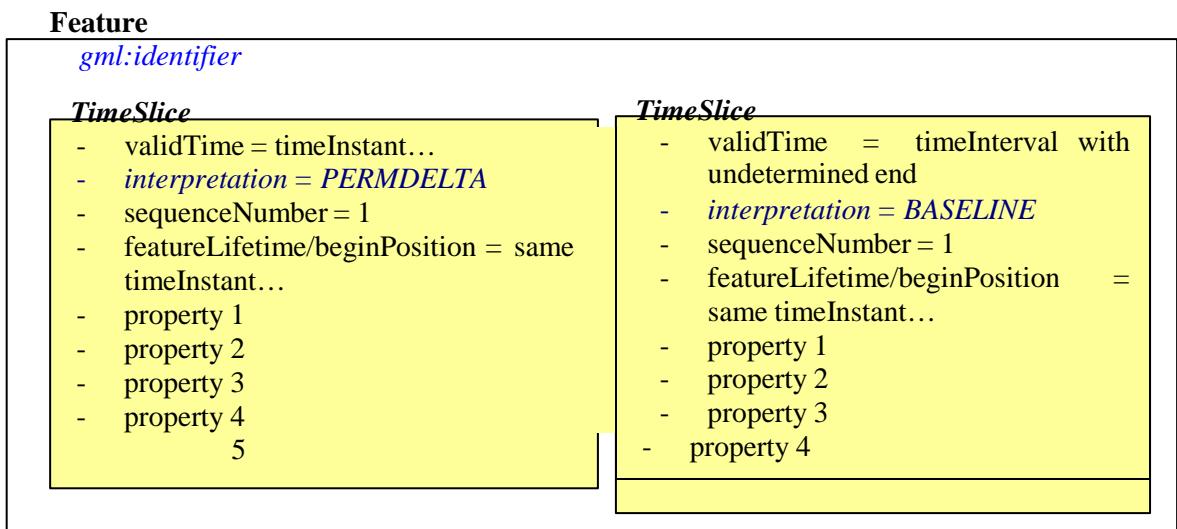 Feature
gml:identifier
TimeSlice
- validTime = timeInstant…
- interpretation = PERMDELTA
- sequenceNumber = 1
- featureLifetime/beginPosition = same
timeInstant…
- property 1
- property 2
- property 3
- property 4
5
TimeSlice
- validTime = timeInterval with
undetermined end
- interpretation = BASELINE
- sequenceNumber = 1
- featureLifetime/beginPosition =
same timeInstant…
- property 1
- property 2
- property 3
- property 4